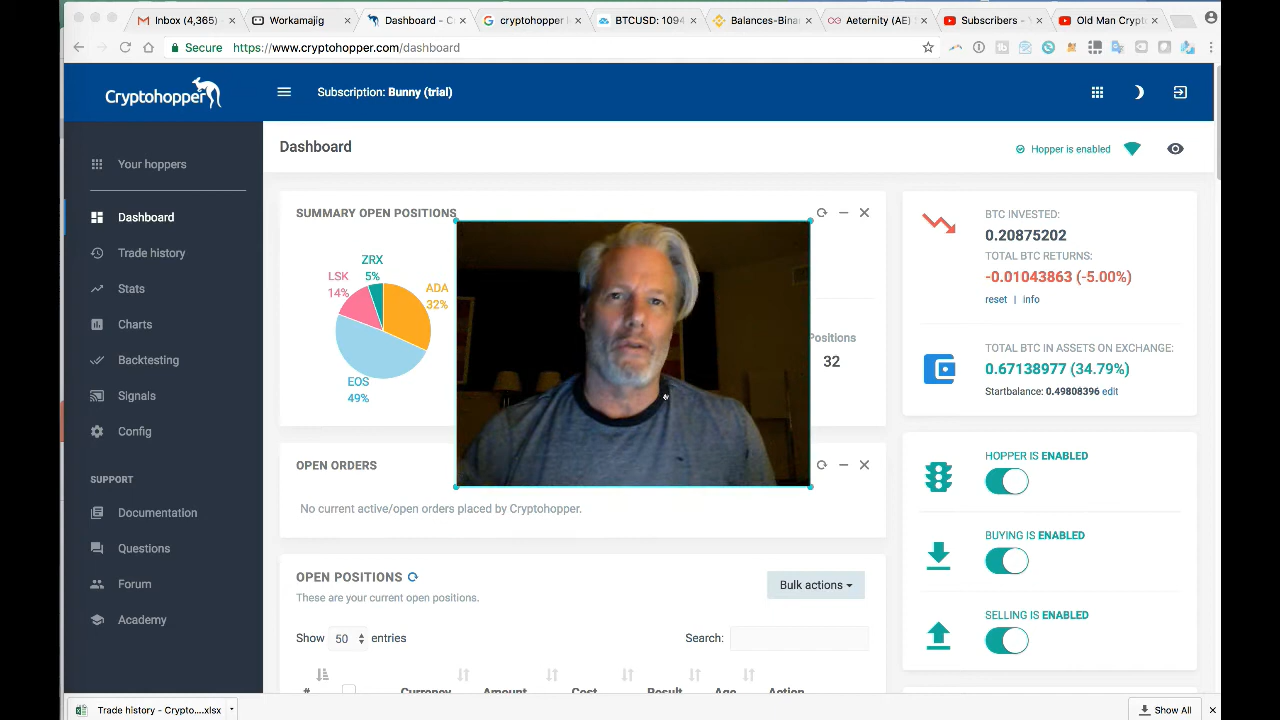 Inbox (4,365)
Workamajig
Dashboard - C
cryptohopper l
BTCUSD: 1094
Balances-Binan
Aeternity (AE)
Subscribers -
Old Man Crypt
Secure
https://www.cryptohopper.com/dashboard
Cryptohopper
Subscription: Bunny (trial)
Your hoppers
Dashboard
Trade history
Stats
Charts
Backtesting
Signals
Config
SUPPORT
Documentation
Questions
Forum
Academy
Dashboard
Hopper is enabled
SUMMARY OPEN POSITIONS
ZRX
5%
LSK
14%
ADA
32%
EOS
49%
Positions
32
OPEN ORDERS
No current active/open orders placed by Cryptohopper.
OPEN POSITIONS
These are your current open positions.
Bulk actions
Show 50 entries
Search:
# Currency Amount Cost Result Age Action
BTC INVESTED:
0.20875202
TOTAL BTC RETURNS:
-0.01043863 (-5.00%)
reset | info
TOTAL BTC IN ASSETS ON EXCHANGE:
0.67138977 (34.79%)
Startbalance: 0.49808396 edit
HOPPER IS ENABLED
BUYING IS ENABLED
SELLING IS ENABLED
Trade history - Crypto....xlsx
Show All